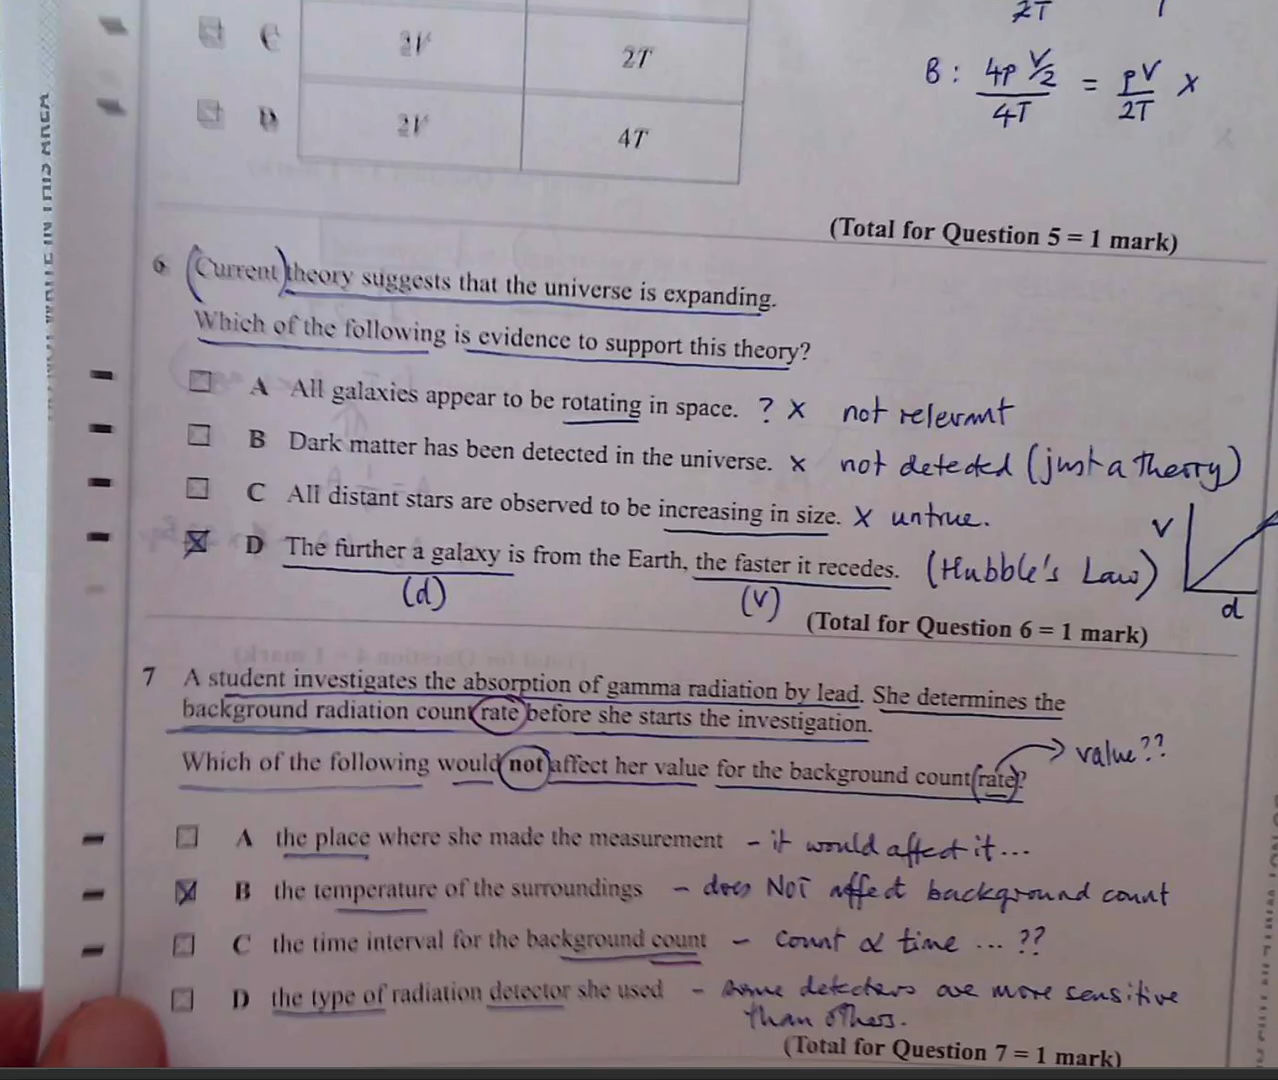 2T
C 2V 2T
B: 4p V/2 / 4T = pV / 2T X
D 2V 4T
(Total for Question 5 = 1 mark)
6 (Current) theory suggests that the universe is expanding.
Which of the following is evidence to support this theory?
A All galaxies appear to be rotating in space. ? X not relevant
B Dark matter has been detected in the universe. X not detected (just a theory)
C All distant stars are observed to be increasing in size. X untrue.
D The further a galaxy is from the Earth, the faster it recedes. (Hubble's Law)
(d) (v)
v
d
(Total for Question 6 = 1 mark)
7 A student investigates the absorption of gamma radiation by lead. She determines the
background radiation count rate before she starts the investigation.
value??
Which of the following would not affect her value for the background count (rate)?
A the place where she made the measurement - it would affect it...
B the temperature of the surroundings - does NOT affect background count
C the time interval for the background count - count α time ... ??
D the type of radiation detector she used - some detectors are more sensitive
than others.
(Total for Question 7 = 1 mark)